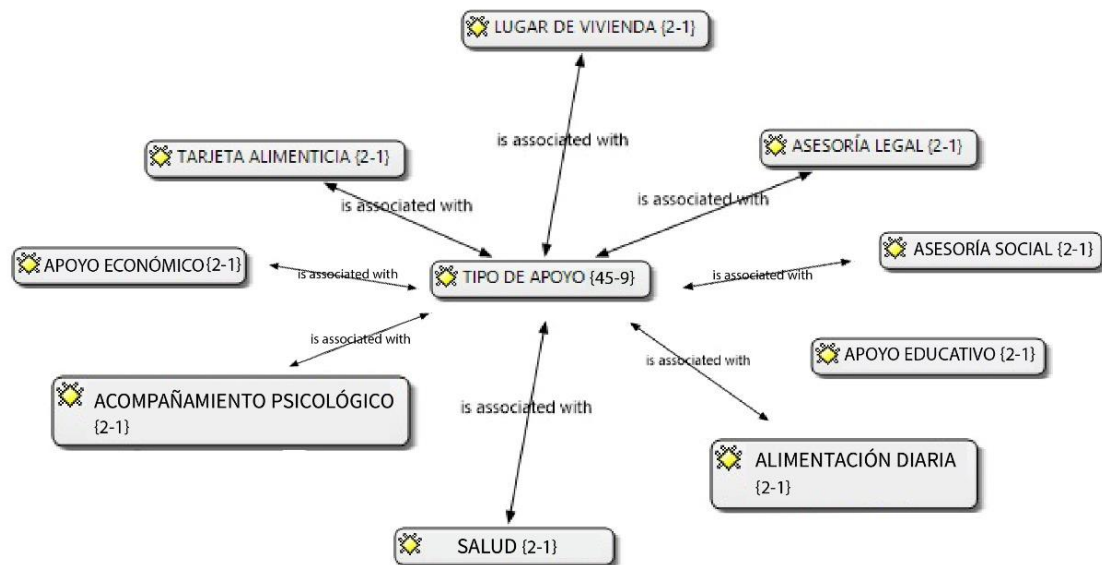 LUGAR DE VIVIENDA {2-1}
is associated with
TARJETA ALIMENTICIA {2-1}
ASESORÍA LEGAL {2-1}
is associated with
is associated with
APOYO ECONÓMICO{2-1}
is associated with
TIPO DE APOYO {45-9}
is associated with
ASESORÍA SOCIAL {2-1}
is associated with
is associated with
APOYO EDUCATIVO {2-1}
ACOMPAÑAMIENTO PSICOLÓGICO
{2-1}
is associated with
ALIMENTACIÓN DIARIA
{2-1}
SALUD {2-1}